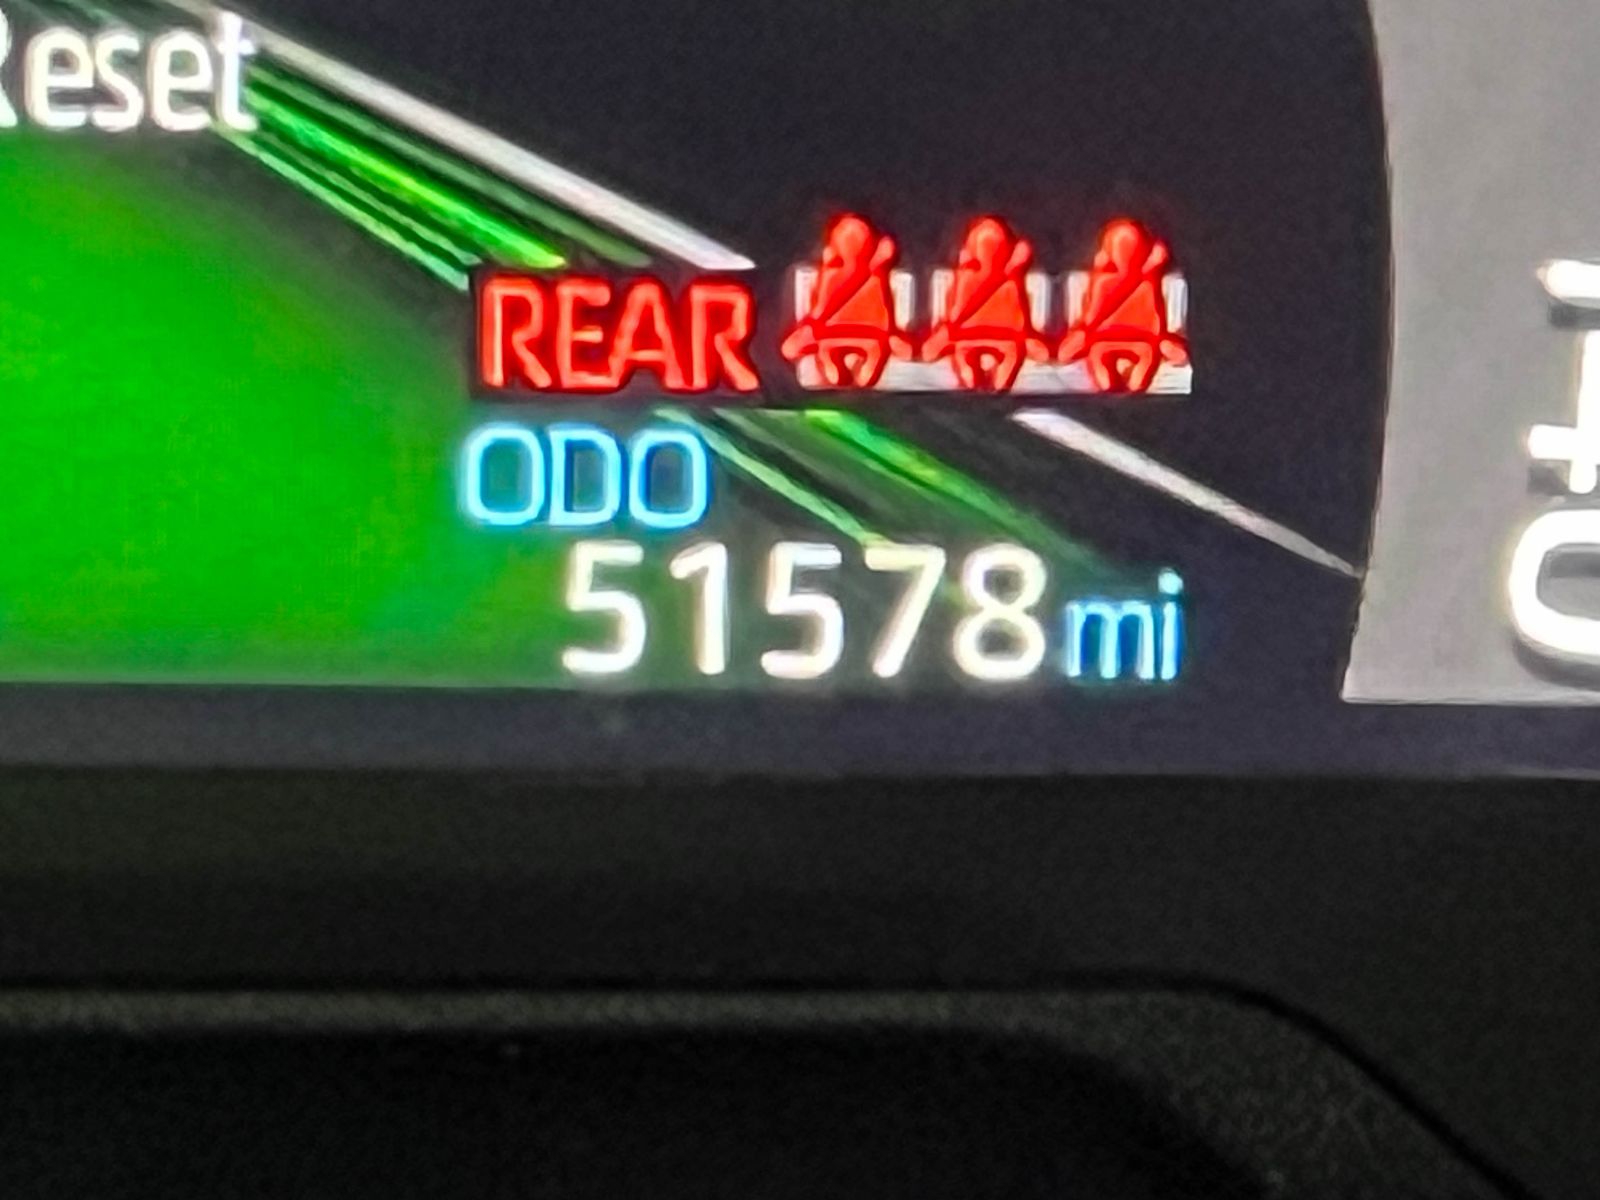 Reset
REAR
ODO
51578 mi